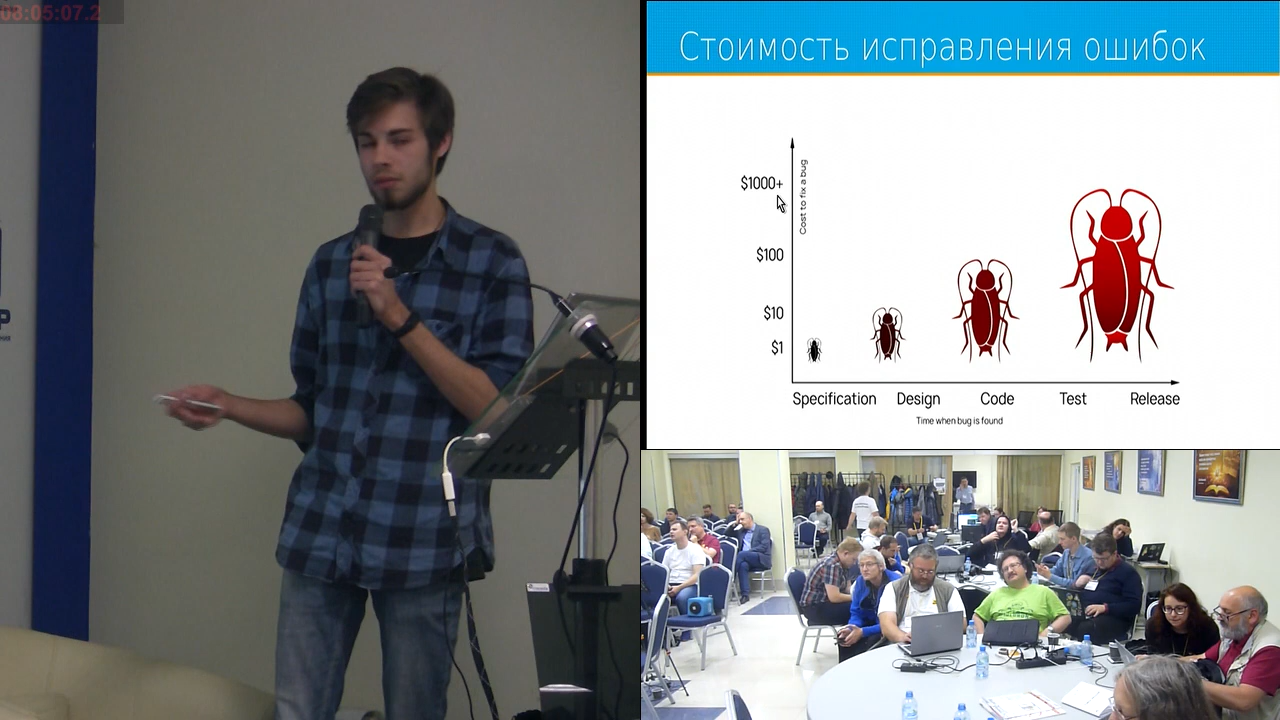 08:05:07.2
Стоимость исправления ошибок
Cost to fix a bug
$1000+
$100
$10
$1
Specification Design Code Test Release
Time when bug is found